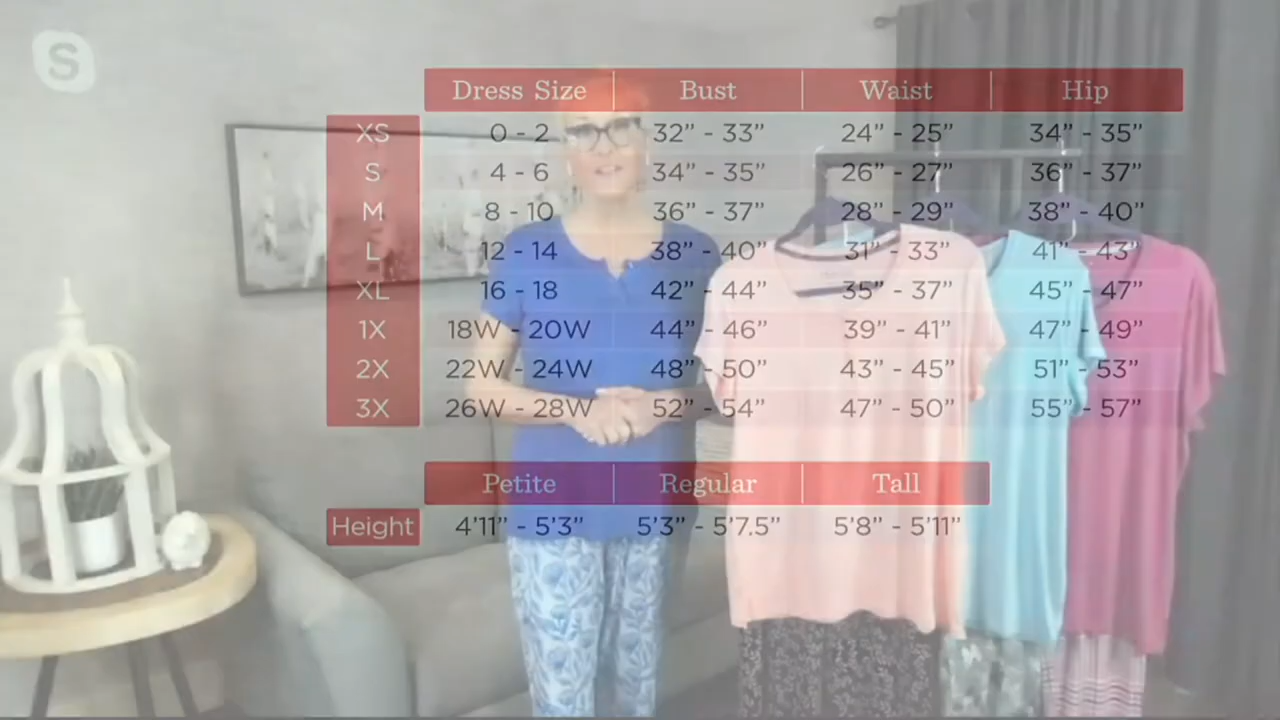 S
Dress Size Bust Waist Hip
XS 0 - 2 32” - 33” 24” - 25” 34” - 35”
S 4 - 6 34” - 35” 26” - 27” 36” - 37”
M 8 - 10 36” - 37” 28” - 29” 38” - 40”
L 12 - 14 38” - 40” 31” - 33” 41” - 43”
XL 16 - 18 42” - 44” 35” - 37” 45” - 47”
1X 18W - 20W 44” - 46” 39” - 41” 47” - 49”
2X 22W - 24W 48” - 50” 43” - 45” 51” - 53”
3X 26W - 28W 52” - 54” 47” - 50” 55” - 57”
Petite Regular Tall
Height 4’11” - 5’3” 5’3” - 5’7.5” 5’8” - 5’11”